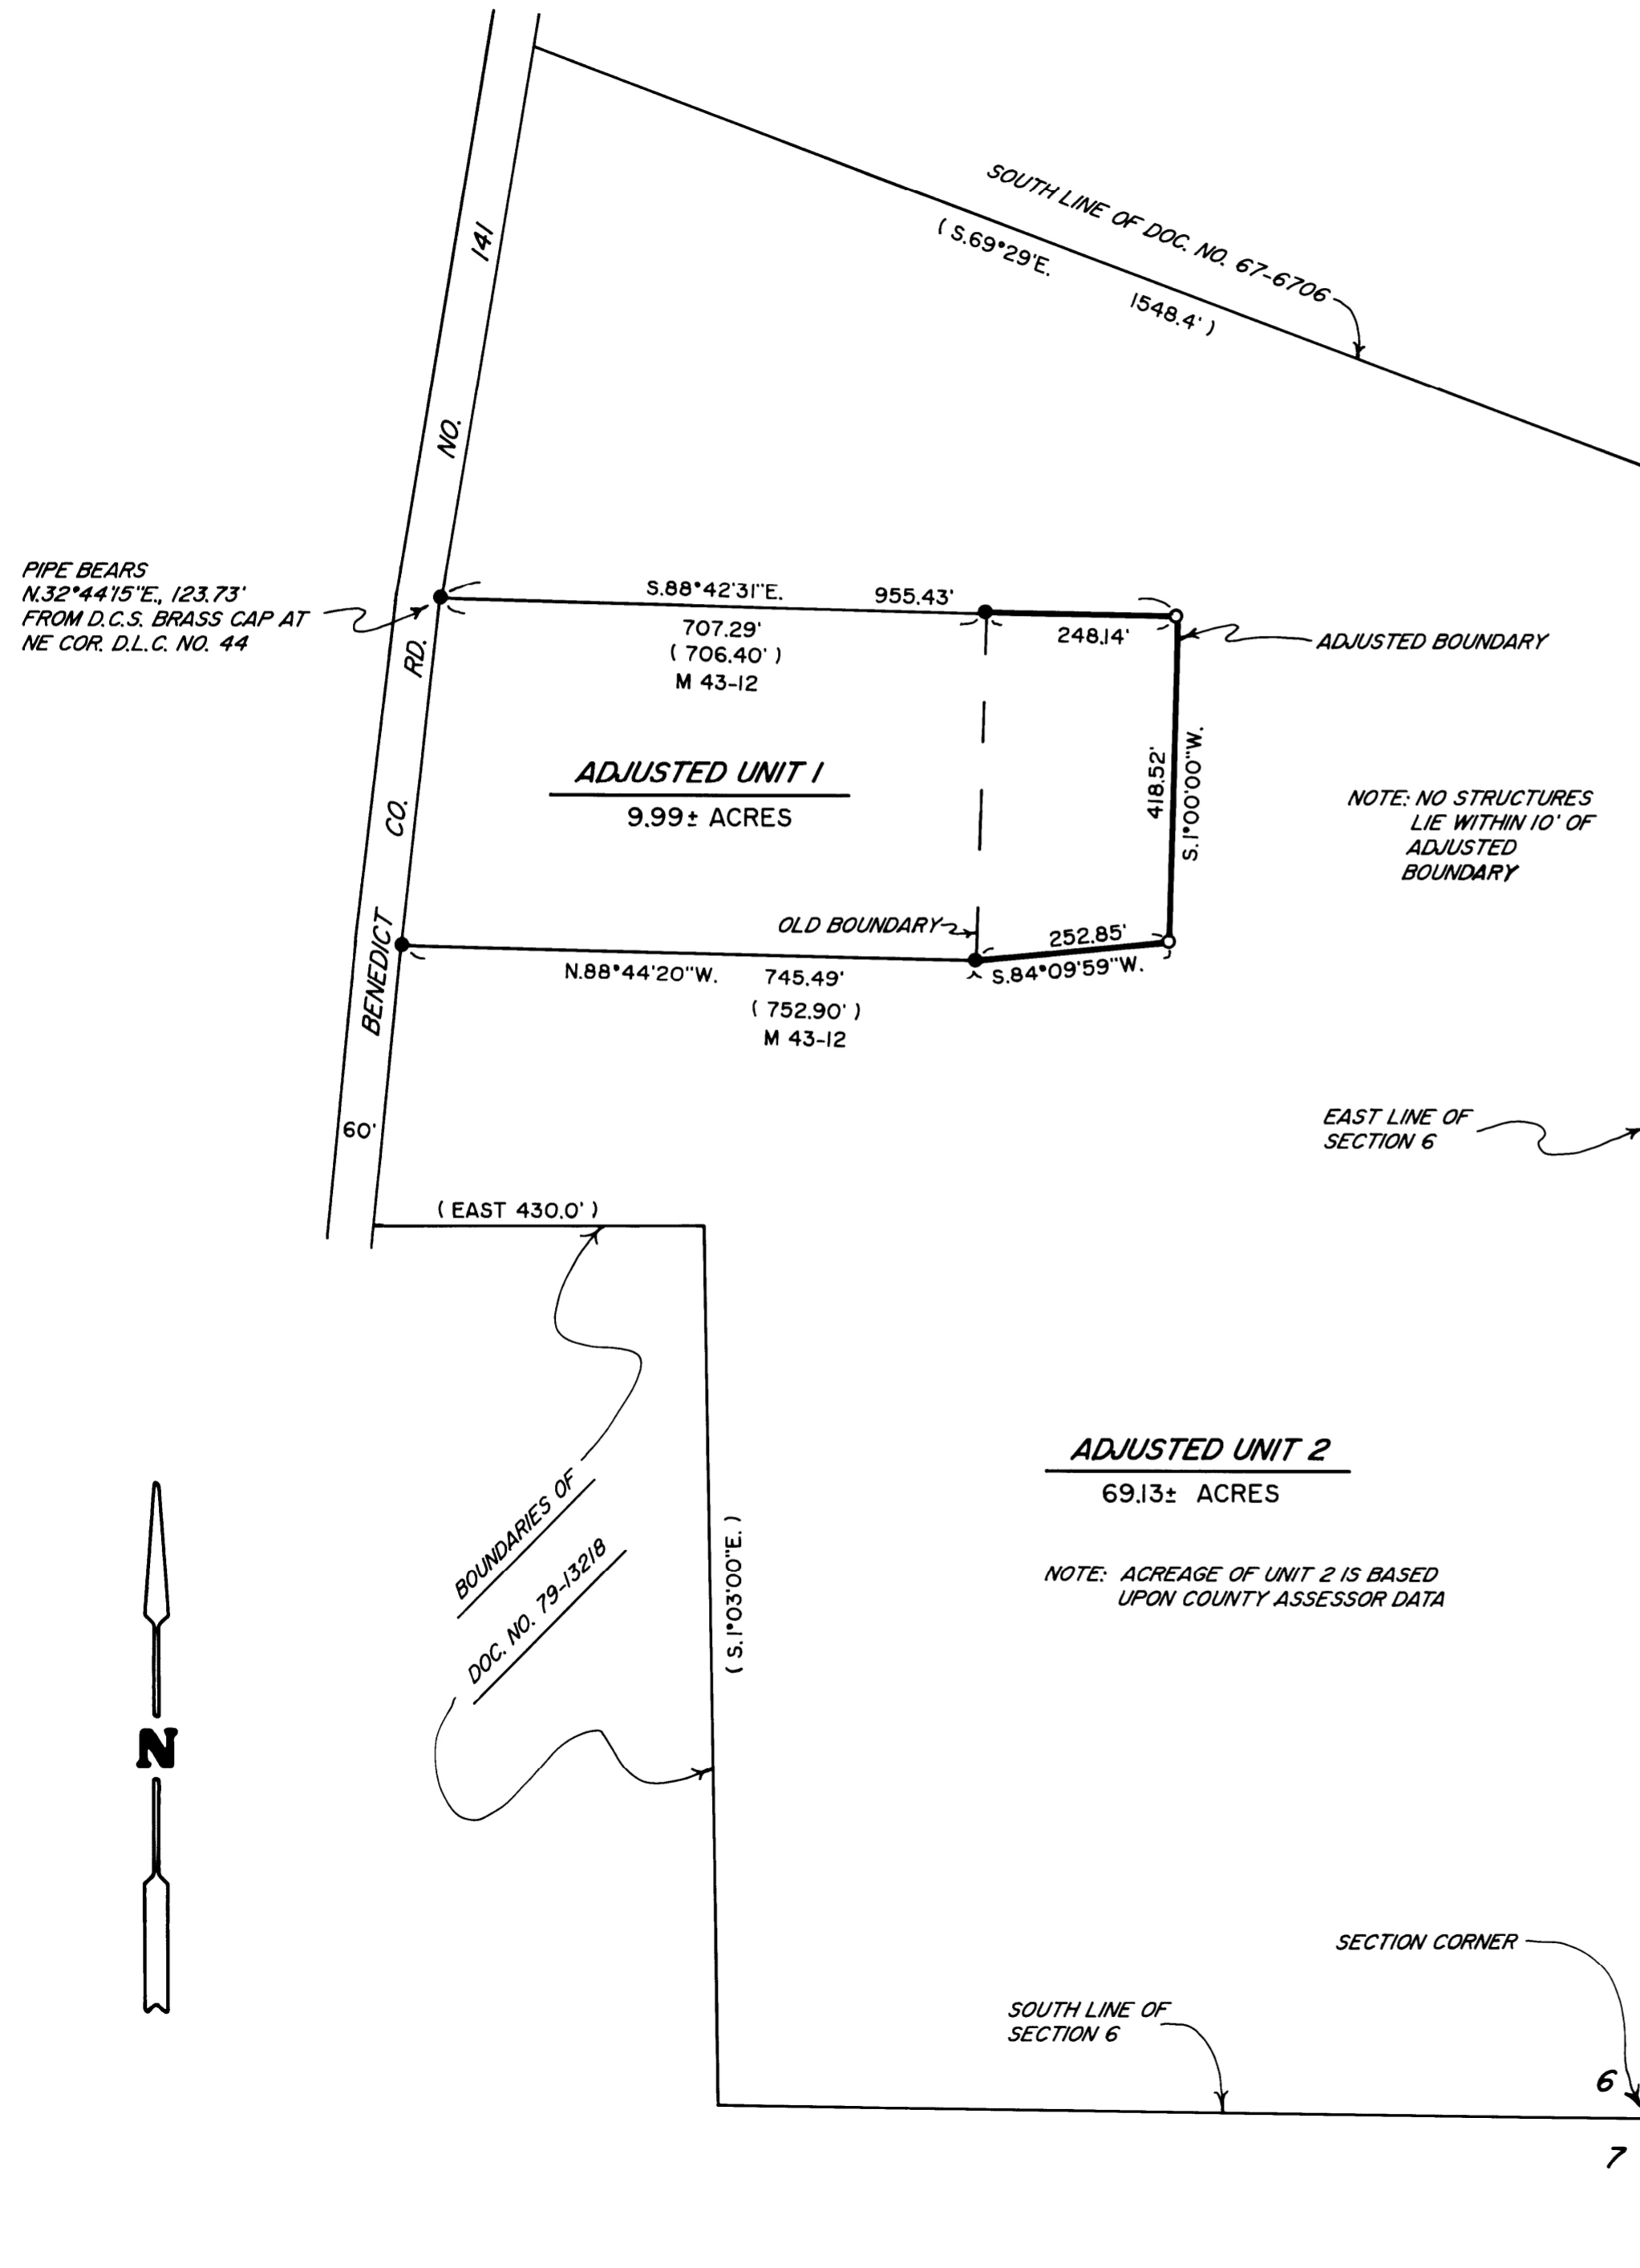 SOUTH LINE OF DOC. NO. 67-6706
( S.69°29'E. 1548.4' )
BENEDICT CO. RD. NO. 141
PIPE BEARS
N.32°44'15"E., 123.73'
FROM D.C.S. BRASS CAP AT
NE COR. D.L.C. NO. 44
S.88°42'31"E. 955.43'
707.29'
( 706.40' )
M 43-12
248.14'
ADJUSTED BOUNDARY
418.52'
S.1°00'00"W.
ADJUSTED UNIT 1
9.99± ACRES
NOTE: NO STRUCTURES
LIE WITHIN 10' OF
ADJUSTED
BOUNDARY
OLD BOUNDARY
252.85'
S.84°09'59"W.
N.88°44'20"W. 745.49'
( 752.90' )
M 43-12
60'
EAST LINE OF
SECTION 6
( EAST 430.0' )
BOUNDARIES OF
DOC. NO. 79-13218
( S.1°03'00"E. )
ADJUSTED UNIT 2
69.13± ACRES
NOTE: ACREAGE OF UNIT 2 IS BASED
UPON COUNTY ASSESSOR DATA
N
SECTION CORNER
SOUTH LINE OF
SECTION 6
6
7